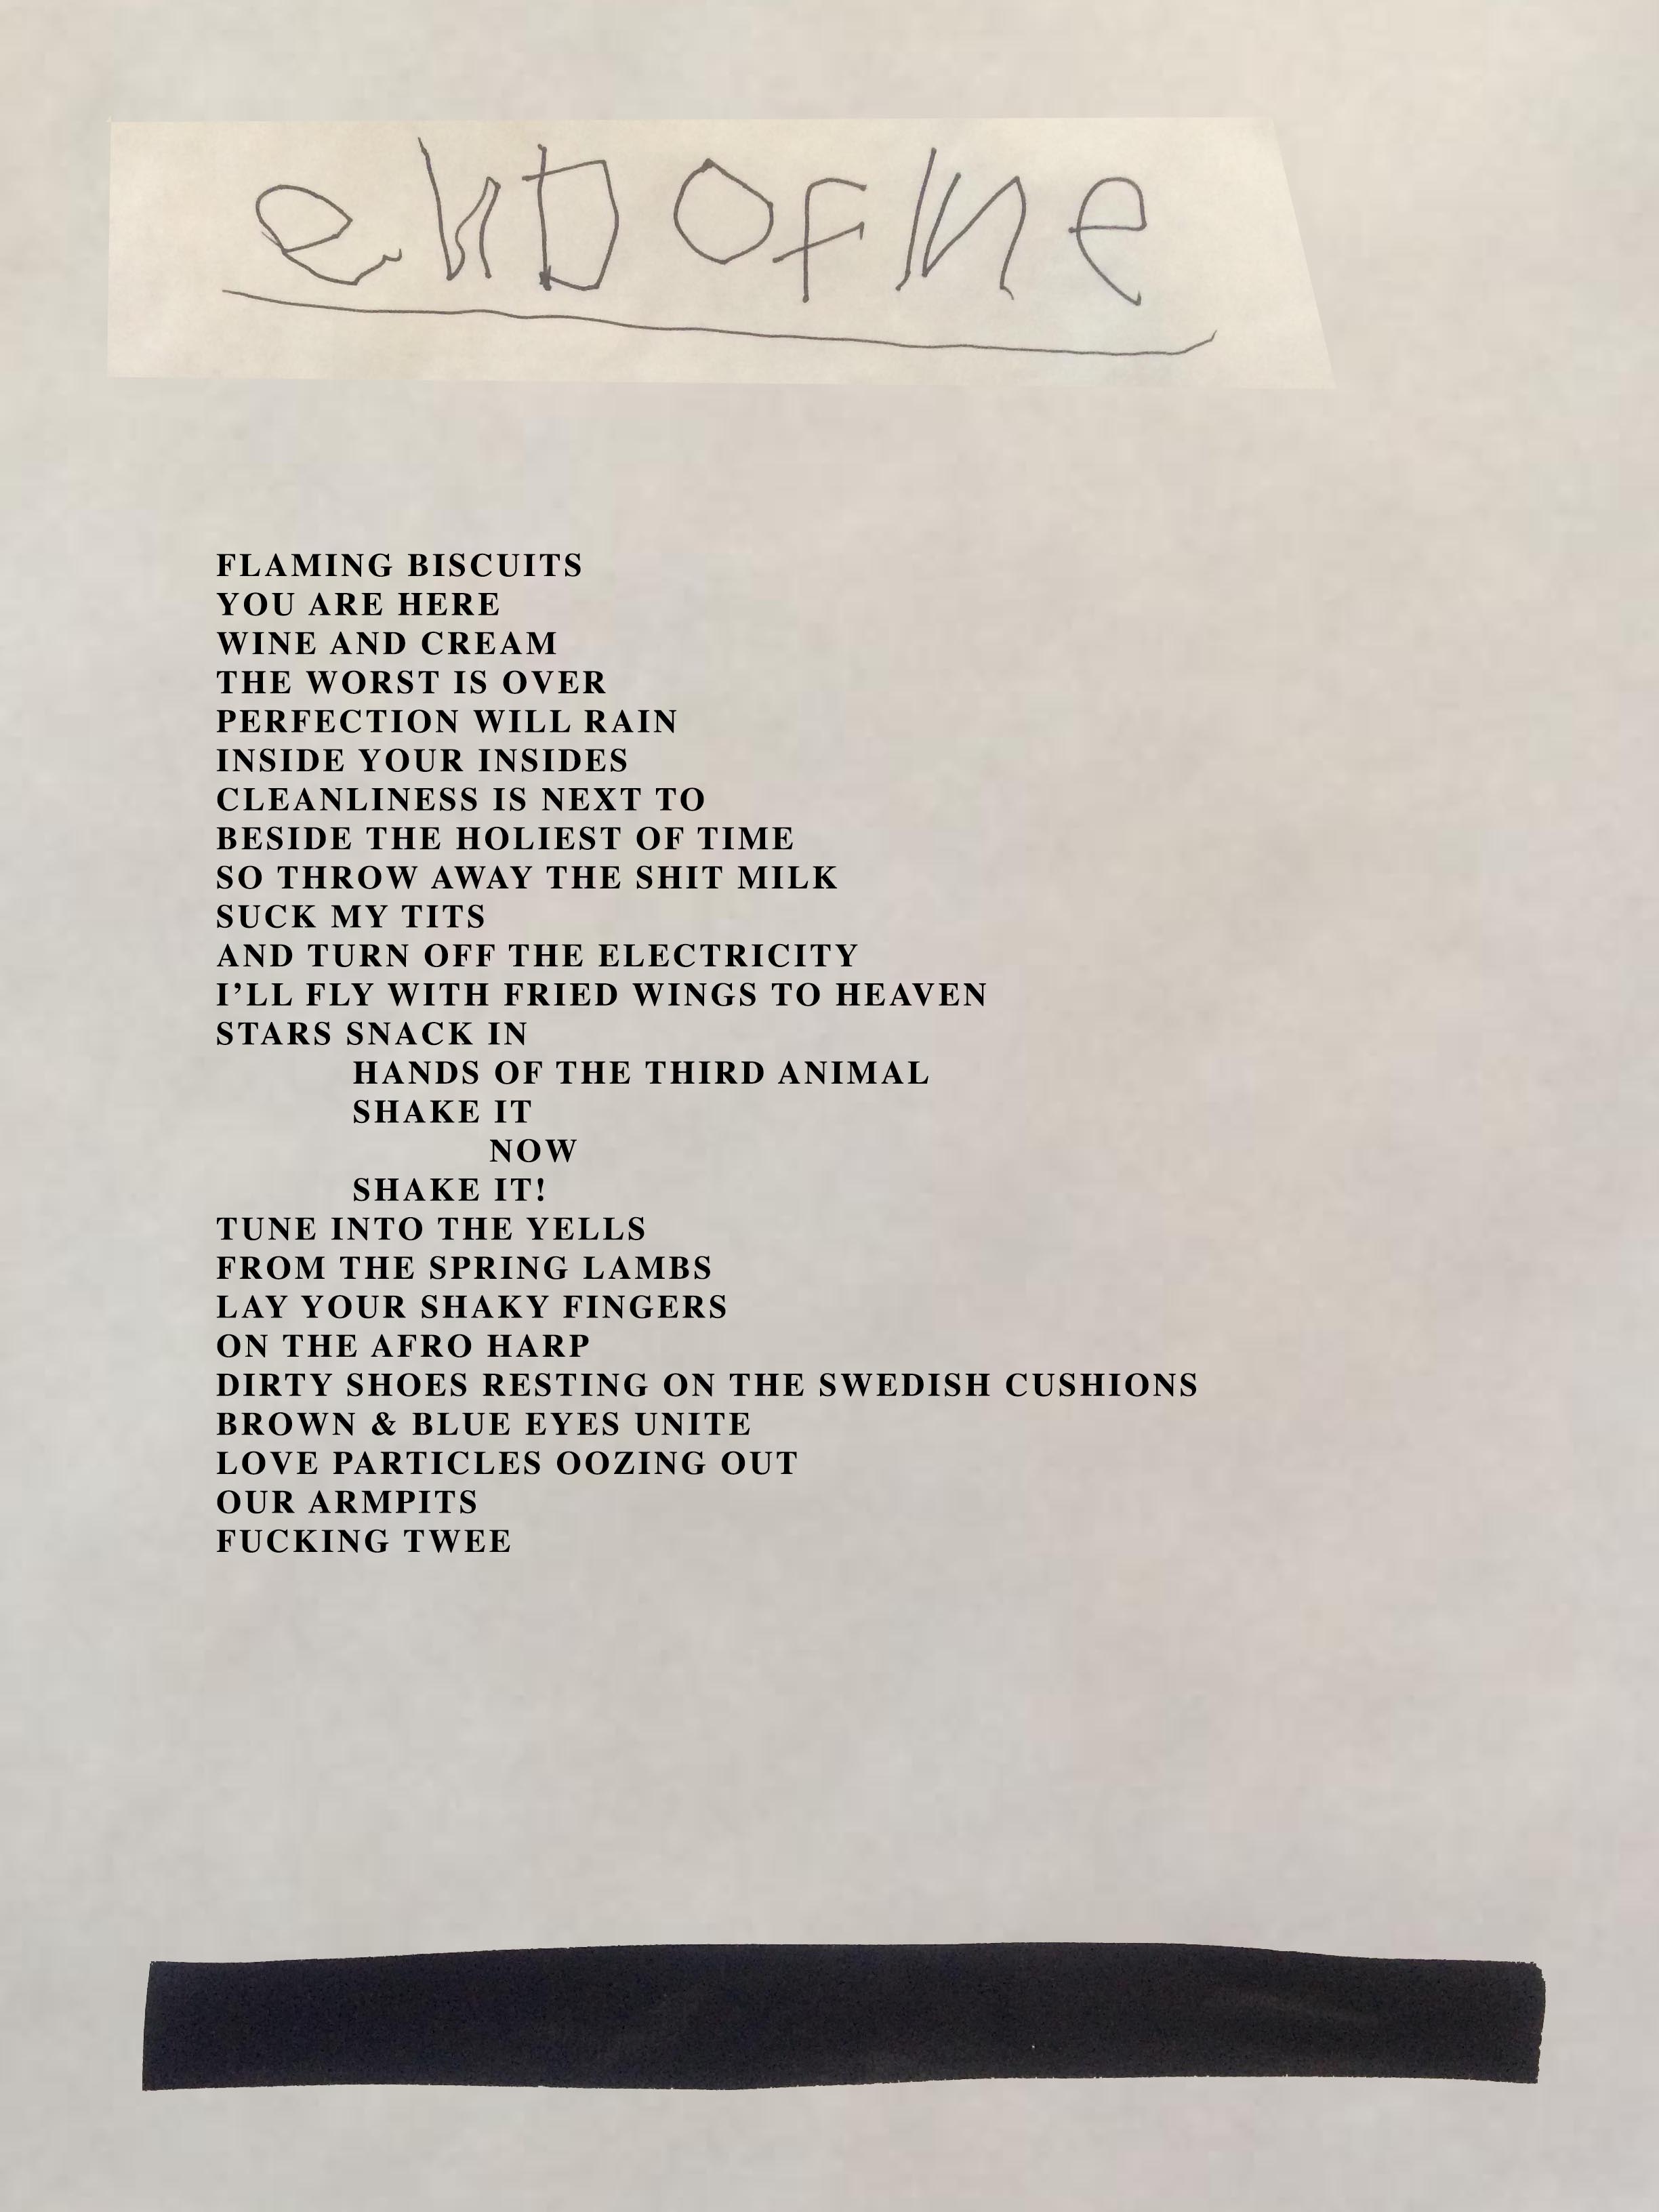 enD Of Me
FLAMING BISCUITS
YOU ARE HERE
WINE AND CREAM
THE WORST IS OVER
PERFECTION WILL RAIN
INSIDE YOUR INSIDES
CLEANLINESS IS NEXT TO
BESIDE THE HOLIEST OF TIME
SO THROW AWAY THE SHIT MILK
SUCK MY TITS
AND TURN OFF THE ELECTRICITY
I’LL FLY WITH FRIED WINGS TO HEAVEN
STARS SNACK IN
HANDS OF THE THIRD ANIMAL
SHAKE IT
NOW
SHAKE IT!
TUNE INTO THE YELLS
FROM THE SPRING LAMBS
LAY YOUR SHAKY FINGERS
ON THE AFRO HARP
DIRTY SHOES RESTING ON THE SWEDISH CUSHIONS
BROWN & BLUE EYES UNITE
LOVE PARTICLES OOZING OUT
OUR ARMPITS
FUCKING TWEE